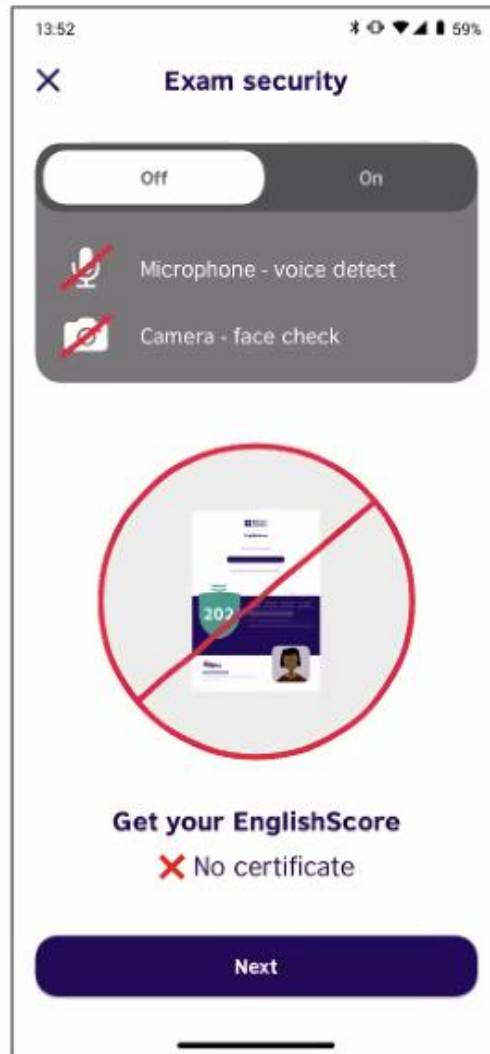 13:52 59%
Exam security
Off On
Microphone - voice detect
Camera - face check
202
Get your EnglishScore
No certificate
Next